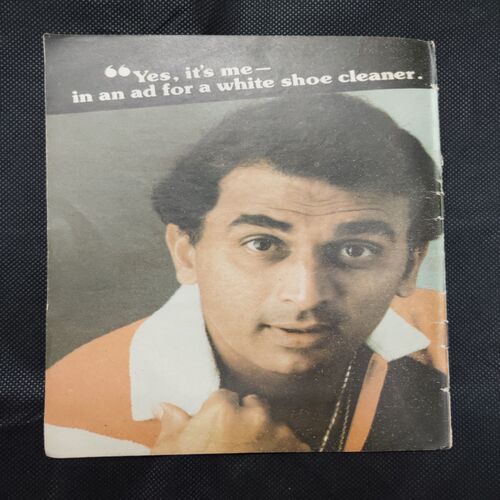 “Yes, it's me—
in an ad for a white shoe cleaner.